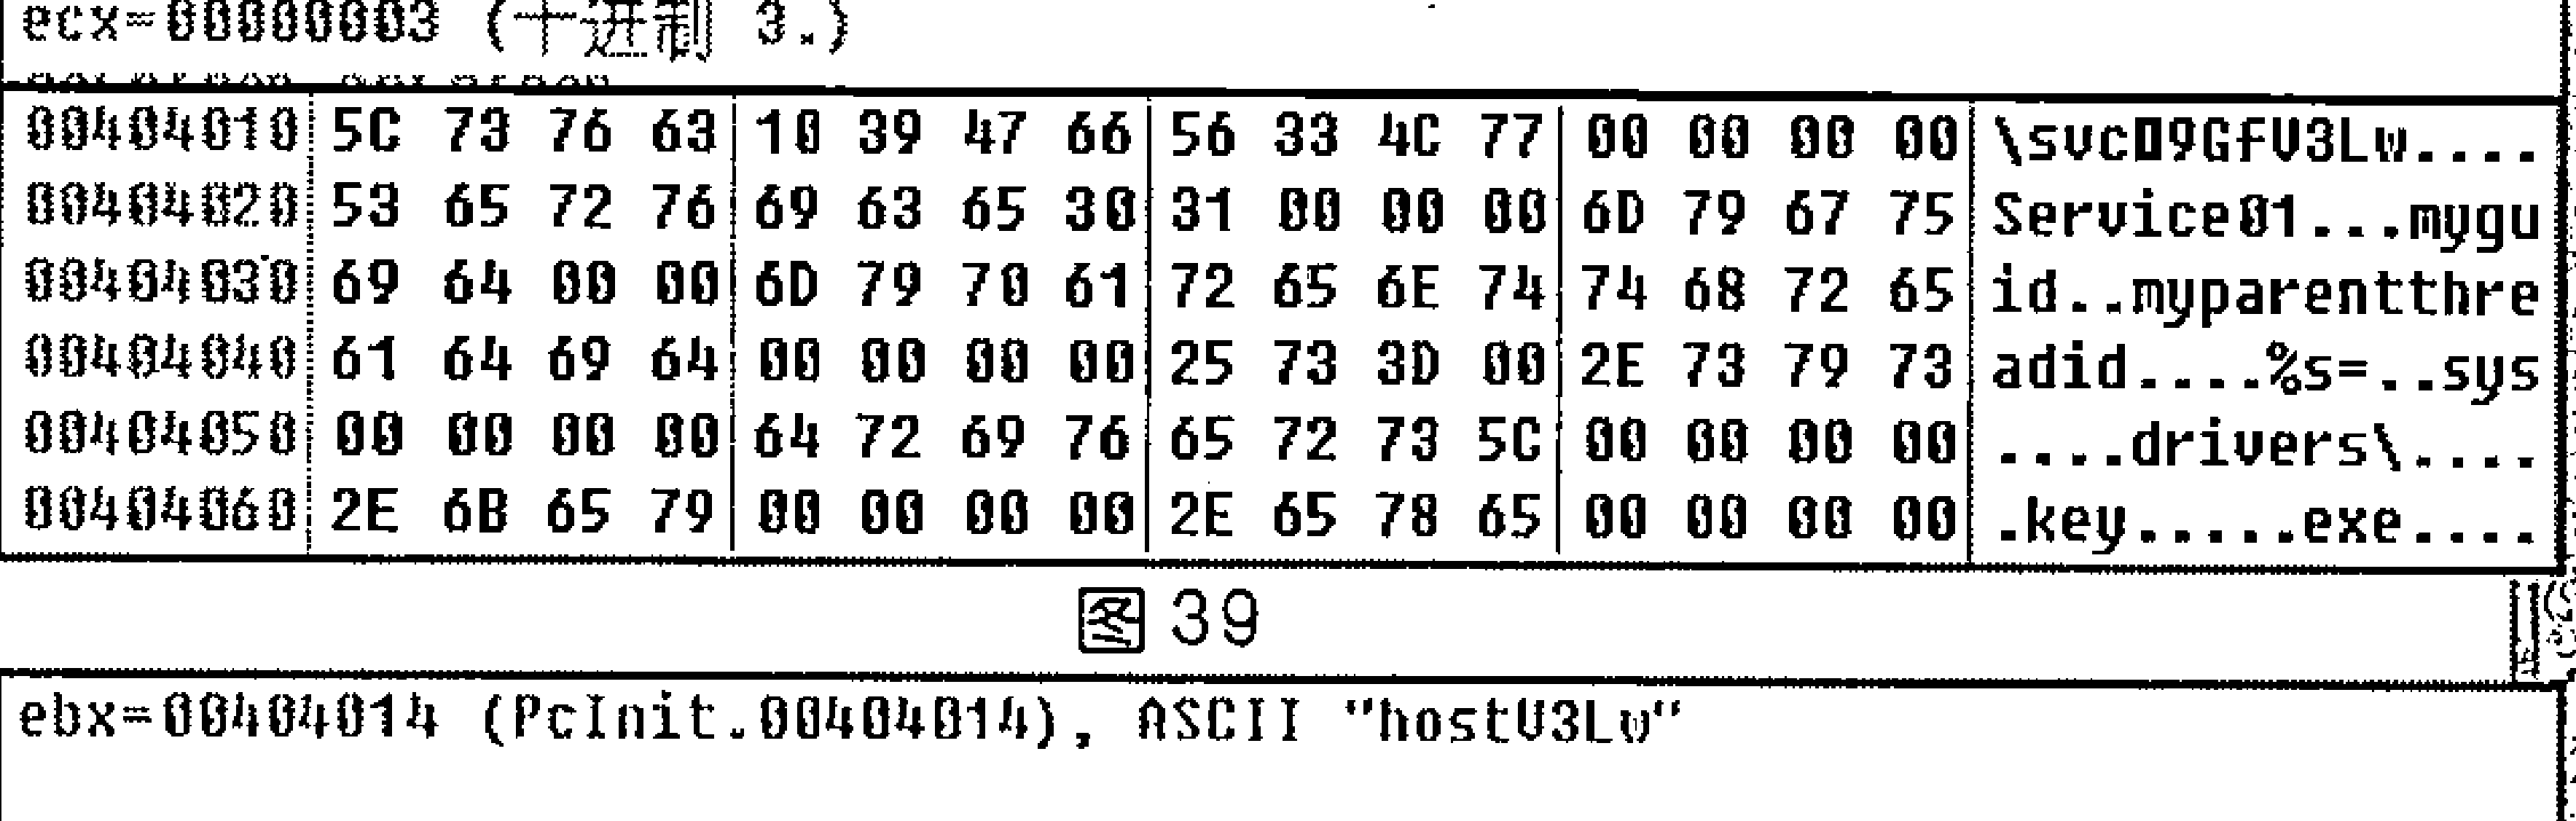 ecx=00000003 (十进制 3.)
00404010 5C 73 76 63 10 39 47 66 56 33 4C 77 00 00 00 00 \svc□9GfV3Lw....
00404020 53 65 72 76 69 63 65 30 31 00 00 00 6D 79 67 75 Service01...mygu
00404030 69 64 00 00 6D 79 70 61 72 65 6E 74 74 68 72 65 id..myparentthre
00404040 61 64 69 64 00 00 00 00 25 73 3D 00 2E 73 79 73 adid....%s=..sys
00404050 00 00 00 00 64 72 69 76 65 72 73 5C 00 00 00 00 ....drivers\....
00404060 2E 6B 65 79 00 00 00 00 2E 65 78 65 00 00 00 00 .key.....exe....
图39
ebx=00404014 (PcInit.00404014), ASCII "hostV3Lw"